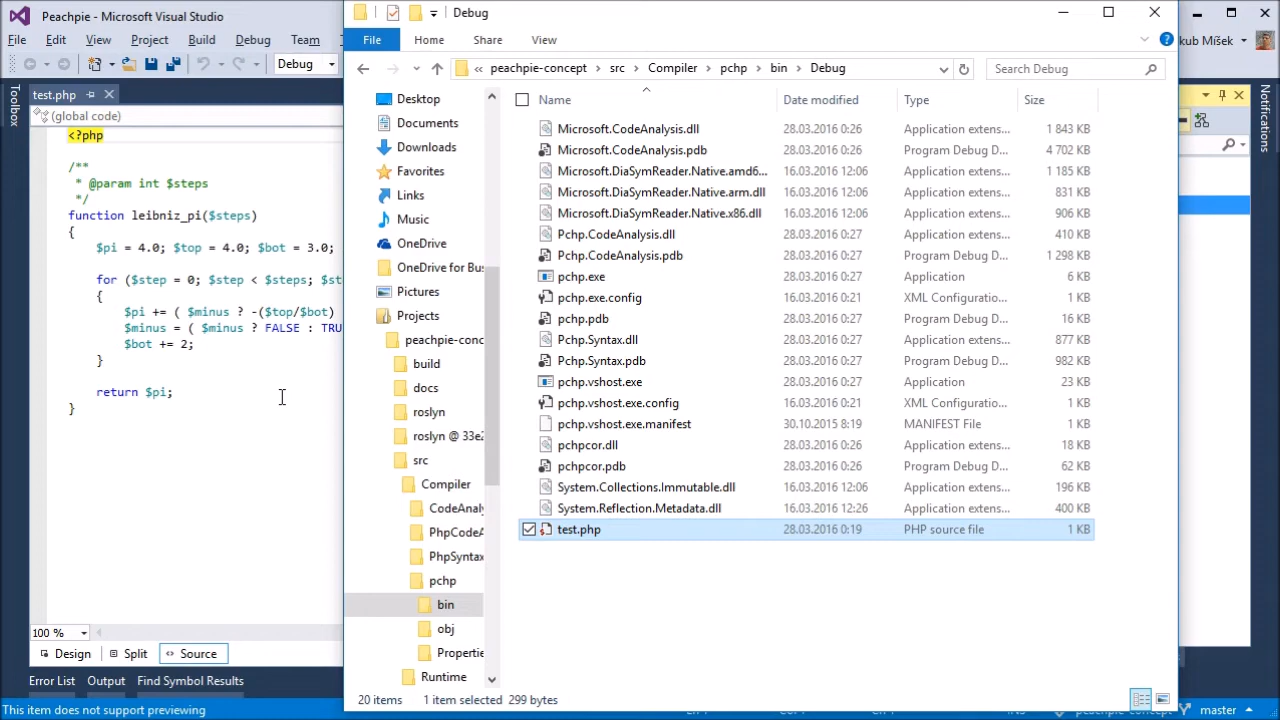 Peachpie - Microsoft Visual Studio
File Edit View Project Build Debug Team
Debug
kub Míšek
Toolbox
test.php
(global code)
<?php
/**
* @param int $steps
*/
function leibniz_pi($steps)
{
$pi = 4.0; $top = 4.0; $bot = 3.0;
for ($step = 0; $step < $steps; $st
{
$pi += ( $minus ? -($top/$bot)
$minus = ( $minus ? FALSE : TRU
$bot += 2;
}
return $pi;
}
100 %
Design Split Source
Error List Output Find Symbol Results
This item does not support previewing
Debug
File Home Share View
« peachpie-concept > src > Compiler > pchp > bin > Debug
Search Debug
Desktop
Documents
Downloads
Favorites
Links
Music
OneDrive
OneDrive for Bus
Pictures
Projects
peachpie-conc
build
docs
roslyn
roslyn @ 33e2
src
Compiler
CodeAnaly
PhpCodeA
PhpSyntax
pchp
bin
obj
Propertie
Runtime
Name Date modified Type Size
Microsoft.CodeAnalysis.dll 28.03.2016 0:26 Application extens... 1 843 KB
Microsoft.CodeAnalysis.pdb 28.03.2016 0:26 Program Debug D... 4 702 KB
Microsoft.DiaSymReader.Native.amd6... 16.03.2016 12:06 Application extens... 1 185 KB
Microsoft.DiaSymReader.Native.arm.dll 16.03.2016 12:06 Application extens... 831 KB
Microsoft.DiaSymReader.Native.x86.dll 16.03.2016 12:06 Application extens... 906 KB
Pchp.CodeAnalysis.dll 28.03.2016 0:27 Application extens... 410 KB
Pchp.CodeAnalysis.pdb 28.03.2016 0:27 Program Debug D... 1 298 KB
pchp.exe 28.03.2016 0:27 Application 6 KB
pchp.exe.config 16.03.2016 0:21 XML Configuratio... 1 KB
pchp.pdb 28.03.2016 0:27 Program Debug D... 14 KB
Pchp.Syntax.dll 28.03.2016 0:27 Application extens... 877 KB
Pchp.Syntax.pdb 28.03.2016 0:27 Program Debug D... 982 KB
pchp.vshost.exe 28.03.2016 0:27 Application 23 KB
pchp.vshost.exe.config 16.03.2016 0:21 XML Configuratio... 1 KB
pchp.vshost.exe.manifest 30.10.2015 8:19 MANIFEST File 1 KB
pchpcor.dll 28.03.2016 0:26 Application extens... 18 KB
pchpcor.pdb 28.03.2016 0:26 Program Debug D... 62 KB
System.Collections.Immutable.dll 16.03.2016 12:06 Application extens... 196 KB
System.Reflection.Metadata.dll 16.03.2016 12:26 Application extens... 400 KB
test.php 28.03.2016 0:19 PHP source file 1 KB
20 items 1 item selected 299 bytes
Notifications
master